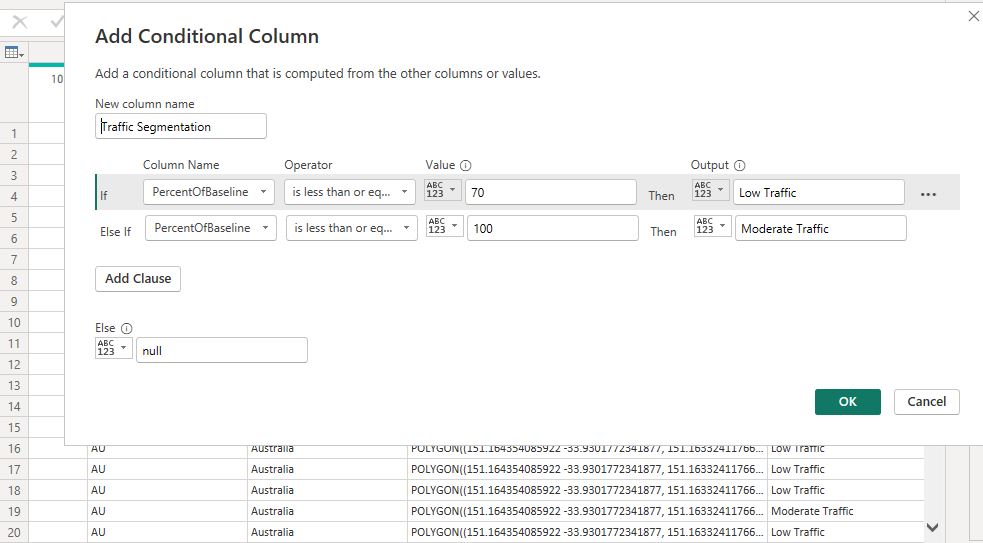 Add Conditional Column
Add a conditional column that is computed from the other columns or values.
New column name
10
Traffic Segmentation
Column Name Operator Value Output
If PercentOfBaseline is less than or eq... ABC 123 70 Then ABC 123 Low Traffic ...
Else If PercentOfBaseline is less than or eq... ABC 123 100 Then ABC 123 Moderate Traffic
Add Clause
Else
ABC 123 null
OK Cancel
1
2
3
4
5
6
7
8
9
10
11
12
13
14
15
16 AU Australia POLYGON((151.164354085922 -33.9301772341877, 151.16332411766... Low Traffic
17 AU Australia POLYGON((151.164354085922 -33.9301772341877, 151.16332411766... Low Traffic
18 AU Australia POLYGON((151.164354085922 -33.9301772341877, 151.16332411766... Low Traffic
19 AU Australia POLYGON((151.164354085922 -33.9301772341877, 151.16332411766... Moderate Traffic
20 AU Australia POLYGON((151.164354085922 -33.9301772341877, 151.16332411766... Low Traffic